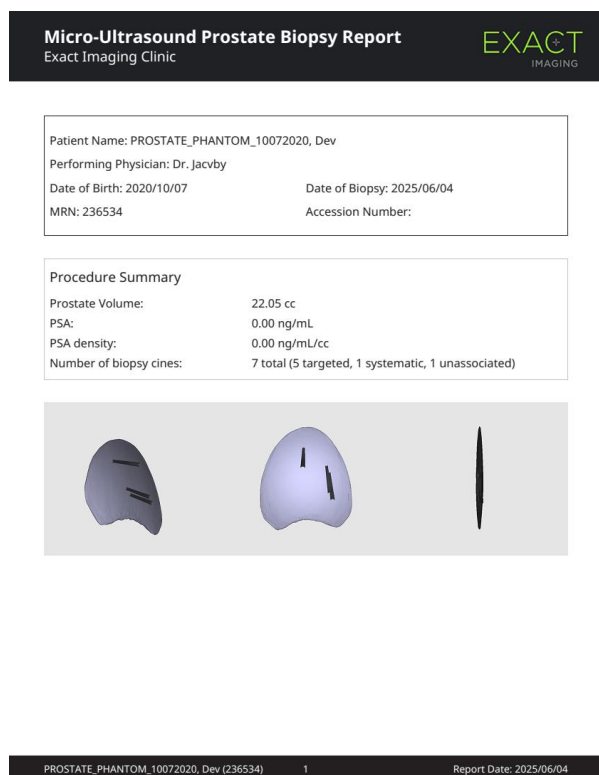 Micro-Ultrasound Prostate Biopsy Report
Exact Imaging Clinic
EXACT
IMAGING
Patient Name: PROSTATE_PHANTOM_10072020, Dev
Performing Physician: Dr. Jacvby
Date of Birth: 2020/10/07 Date of Biopsy: 2025/06/04
MRN: 236534 Accession Number:
Procedure Summary
Prostate Volume: 22.05 cc
PSA: 0.00 ng/mL
PSA density: 0.00 ng/mL/cc
Number of biopsy cines: 7 total (5 targeted, 1 systematic, 1 unassociated)
PROSTATE_PHANTOM_10072020, Dev (236534) 1 Report Date: 2025/06/04